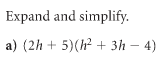 Expand and simplify.
a) (2h + 5)(h² + 3h − 4)